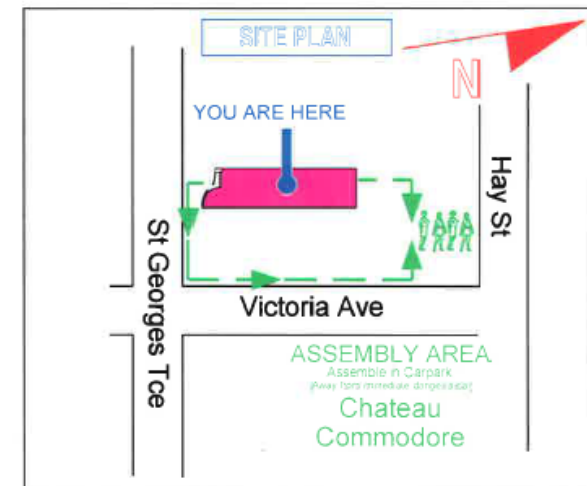 SITE PLAN
N
YOU ARE HERE
Hay St
St Georges Tce
Victoria Ave
ASSEMBLY AREA
Assemble in Carpark
Chateau
Commodore